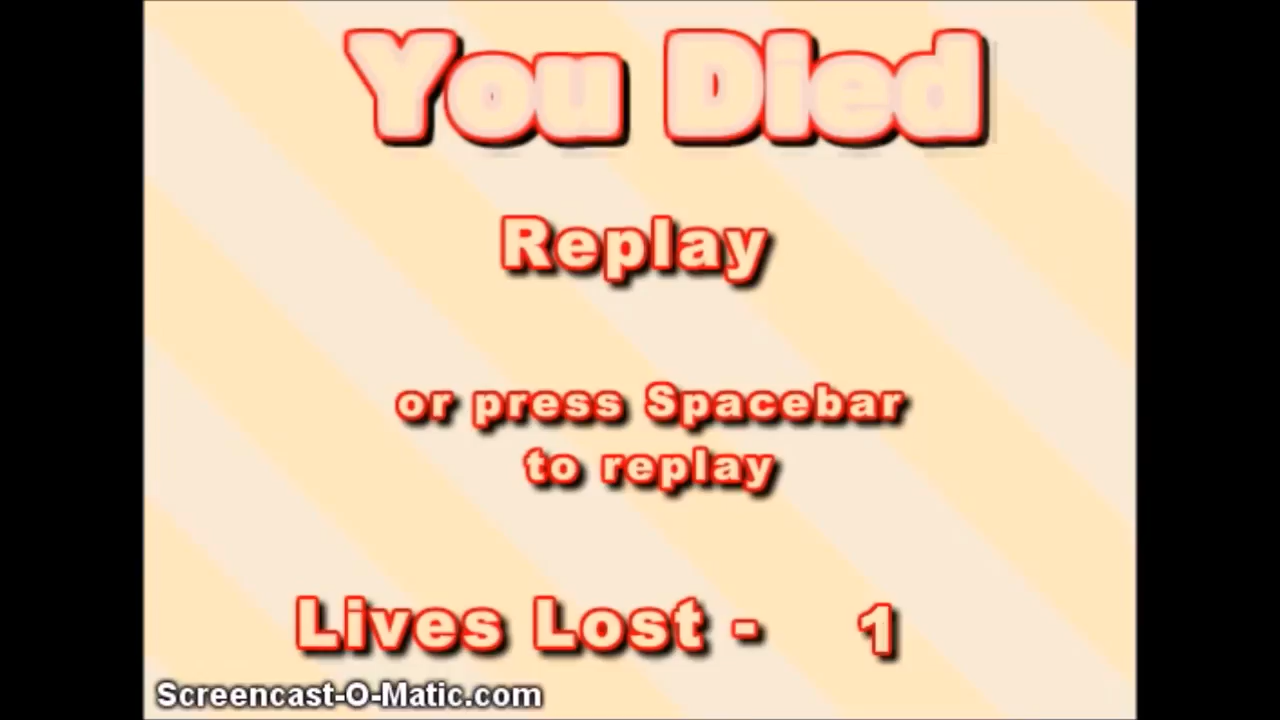 You Died
Replay
or press Spacebar
to replay
Lives Lost - 1
Screencast-O-Matic.com